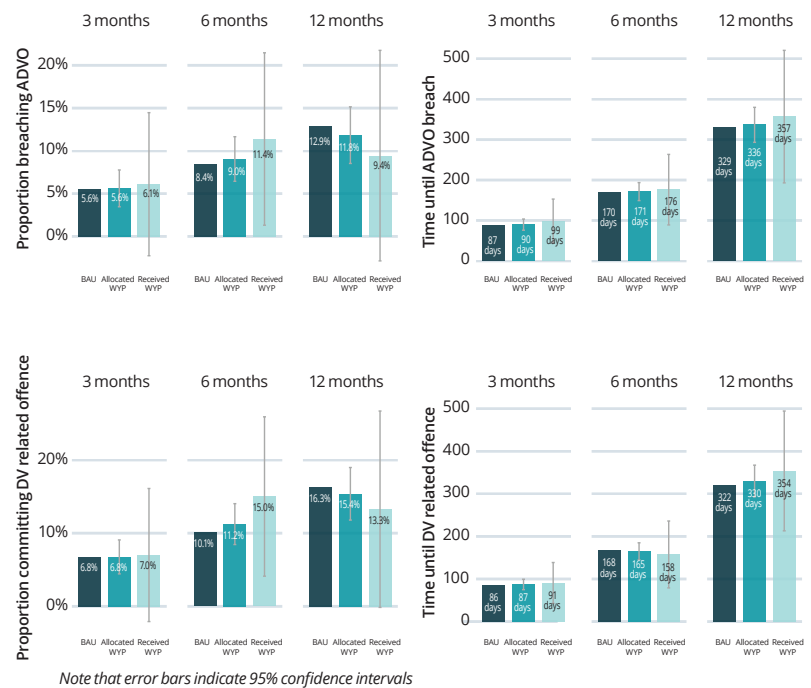 3 months 6 months 12 months
Proportion breaching ADVO
20%
15%
10%
5%
0%
5.6% 5.6% 6.1%
8.4% 9.0% 11.4%
12.9% 11.8% 9.4%
BAU Allocated WYP Received WYP
BAU Allocated WYP Received WYP
BAU Allocated WYP Received WYP
3 months 6 months 12 months
Time until ADVO breach
500
400
300
200
100
0
87 days 90 days 99 days
170 days 171 days 176 days
329 days 336 days 357 days
BAU Allocated WYP Received WYP
BAU Allocated WYP Received WYP
BAU Allocated WYP Received WYP
3 months 6 months 12 months
Proportion committing DV related offence
20%
10%
0%
6.8% 6.8% 7.0%
10.1% 11.2% 15.0%
16.3% 15.4% 13.3%
BAU Allocated WYP Received WYP
BAU Allocated WYP Received WYP
BAU Allocated WYP Received WYP
3 months 6 months 12 months
Time until DV related offence
500
400
300
200
100
0
86 days 87 days 91 days
168 days 165 days 158 days
322 days 330 days 354 days
BAU Allocated WYP Received WYP
BAU Allocated WYP Received WYP
BAU Allocated WYP Received WYP
Note that error bars indicate 95% confidence intervals